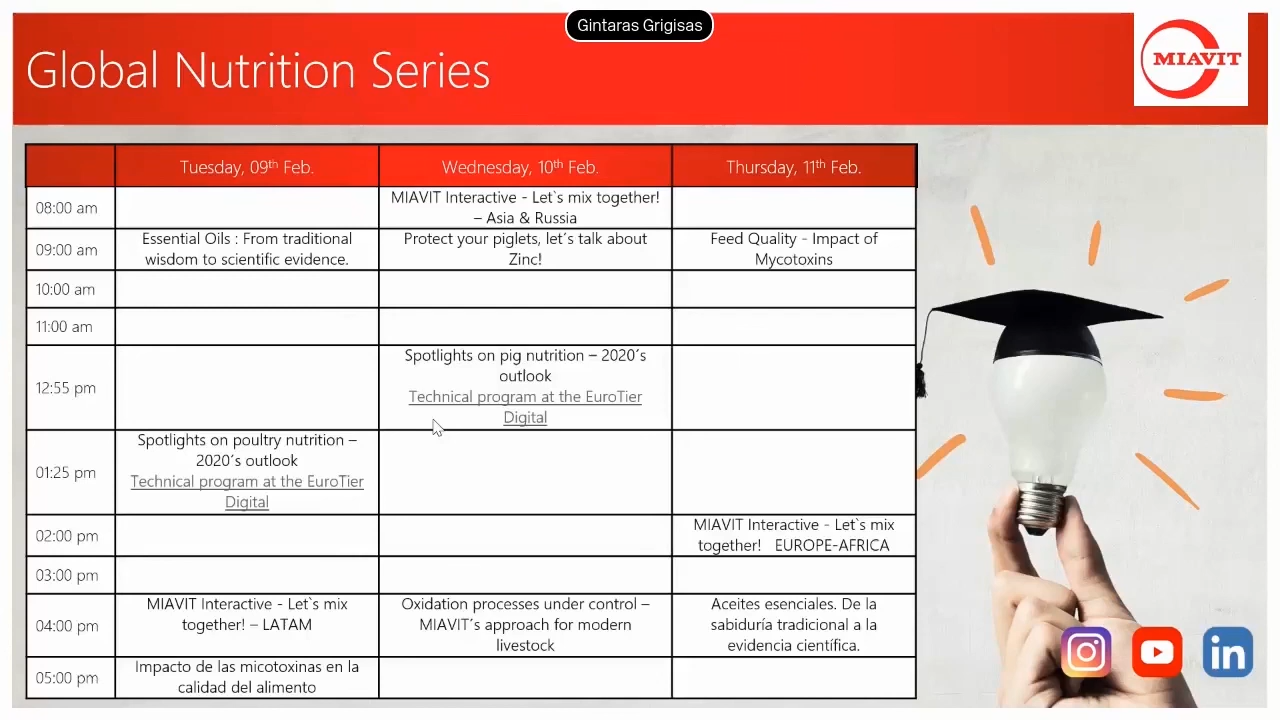 Gintaras Grigisas
Global Nutrition Series
MIAVIT
Tuesday, 09th Feb.
Wednesday, 10th Feb.
Thursday, 11th Feb.
08:00 am
MIAVIT Interactive - Let`s mix together!
– Asia & Russia
09:00 am
Essential Oils : From traditional
wisdom to scientific evidence.
Protect your piglets, let´s talk about
Zinc!
Feed Quality - Impact of
Mycotoxins
10:00 am
11:00 am
12:55 pm
Spotlights on pig nutrition – 2020´s
outlook
Technical program at the EuroTier
Digital
01:25 pm
Spotlights on poultry nutrition –
2020´s outlook
Technical program at the EuroTier
Digital
02:00 pm
MIAVIT Interactive - Let`s mix
together! EUROPE-AFRICA
03:00 pm
04:00 pm
MIAVIT Interactive - Let`s mix
together! – LATAM
Oxidation processes under control –
MIAVIT´s approach for modern
livestock
Aceites esenciales. De la
sabiduría tradicional a la
evidencia científica.
05:00 pm
Impacto de las micotoxinas en la
calidad del alimento
in